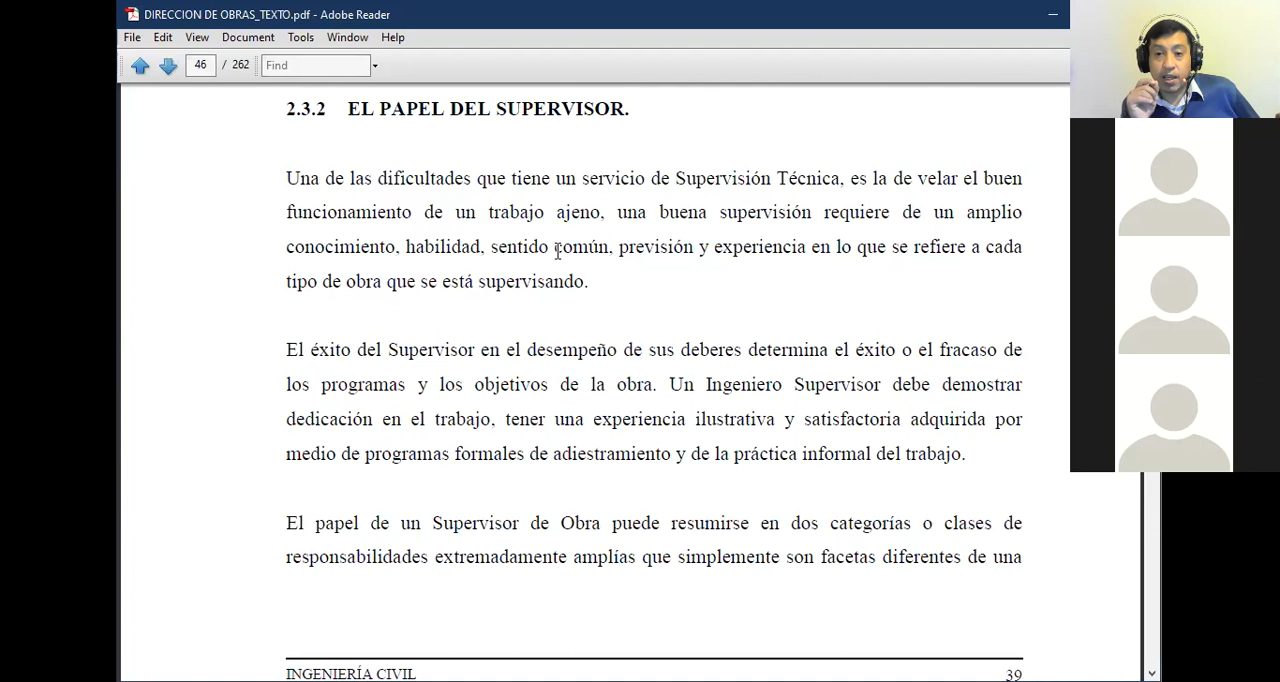 DIRECCION DE OBRAS_TEXTO.pdf - Adobe Reader
File Edit View Document Tools Window Help
46 / 262 Find
2.3.2 EL PAPEL DEL SUPERVISOR.
Una de las dificultades que tiene un servicio de Supervisión Técnica, es la de velar el buen
funcionamiento de un trabajo ajeno, una buena supervisión requiere de un amplio
conocimiento, habilidad, sentido común, previsión y experiencia en lo que se refiere a cada
tipo de obra que se está supervisando.
El éxito del Supervisor en el desempeño de sus deberes determina el éxito o el fracaso de
los programas y los objetivos de la obra. Un Ingeniero Supervisor debe demostrar
dedicación en el trabajo, tener una experiencia ilustrativa y satisfactoria adquirida por
medio de programas formales de adiestramiento y de la práctica informal del trabajo.
El papel de un Supervisor de Obra puede resumirse en dos categorías o clases de
responsabilidades extremadamente amplías que simplemente son facetas diferentes de una
INGENIERÍA CIVIL 39